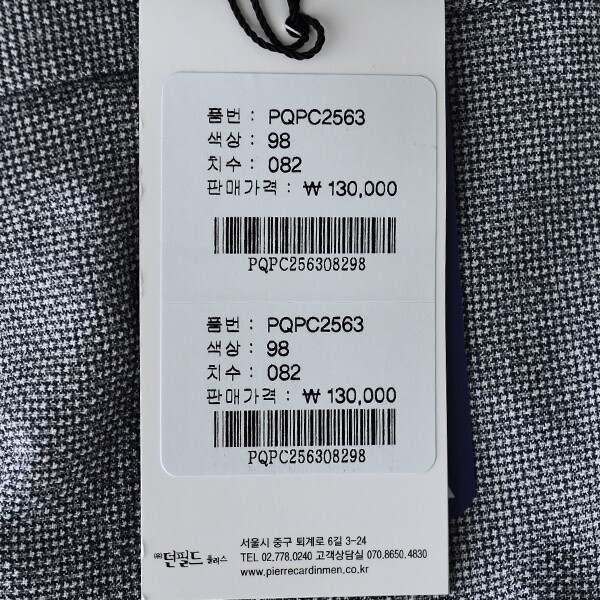 품번 : PQPC2563
색상 : 98
치수 : 082
판매가격 : ₩ 130,000
PQPC256308298
품번 : PQPC2563
색상 : 98
치수 : 082
판매가격 : ₩ 130,000
PQPC256308298
서울시 중구 퇴계로 6길 3-24
㈜던필드 플러스 TEL 02.778.0240 고객상담실 070.8650.4830
www.pierrecardinmen.co.kr